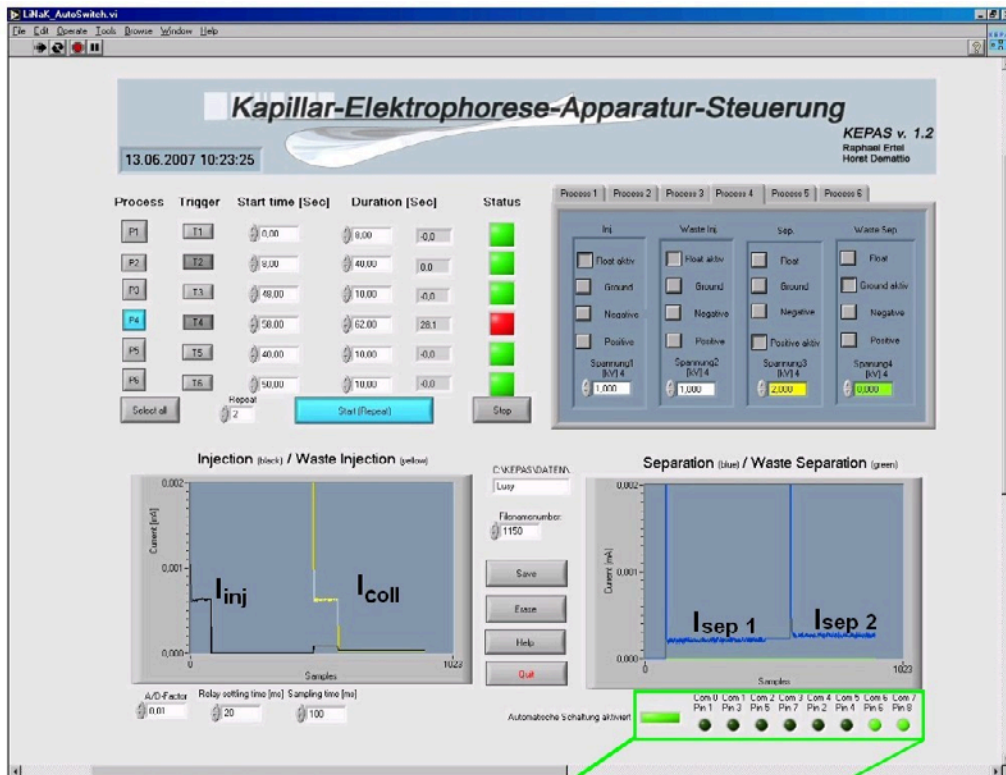 LiNaK_AutoSwitch.vi
File Edit Operate Tools Browse Window Help
Kapillar-Elektrophorese-Apparatur-Steuerung
KEPAS v. 1.2
Raphael Ertel
Horst Demattio
13.06.2007 10:23:25
Process Trigger Start time [Sec] Duration [Sec] Status
P1 T1 0,00 8,00 -0,0
P2 T2 8,00 40,00 0.0
P3 T3 48,00 10,00 -0,0
P4 T4 58,00 62,00 28.1
P5 T5 40,00 10,00 -0,0
P6 T6 50,00 10,00 -0,0
Select all
Repeat
2
Start (Repeat)
Stop
Process 1 Process 2 Process 3 Process 4 Process 5 Process 6
Inj. Waste Inj. Sep. Waste Sep.
Float aktiv Float aktiv Float Float
Ground Ground Ground Ground aktiv
Negative Negative Negative Negative
Positive Positive Positive aktiv Positive
Spannung1 Spannung2 Spannung3 Spannung4
[kV] 4 [kV] 4 [kV] 4 [kV] 4
1,000 1,000 2,000 0,000
Injection (black) / Waste Injection (yellow)
0,002
0,001
0,000
Current [mA]
I inj
I coll
0 1023
Samples
A/D-Factor Relay settling time [ms] Sampling time [ms]
0,01 20 100
C:\KEPAS\DATEN\
Lusy
Filenamenumber
1150
Save
Erase
Help
Quit
Separation (blue) / Waste Separation (green)
0,002
0,001
0,000
Current [mA]
I sep 1
I sep 2
0 1023
Samples
Automatische Schaltung aktiviert
Com 0 Com 1 Com 2 Com 3 Com 4 Com 5 Com 6 Com 7
Pin 1 Pin 3 Pin 5 Pin 7 Pin 2 Pin 4 Pin 6 Pin 8